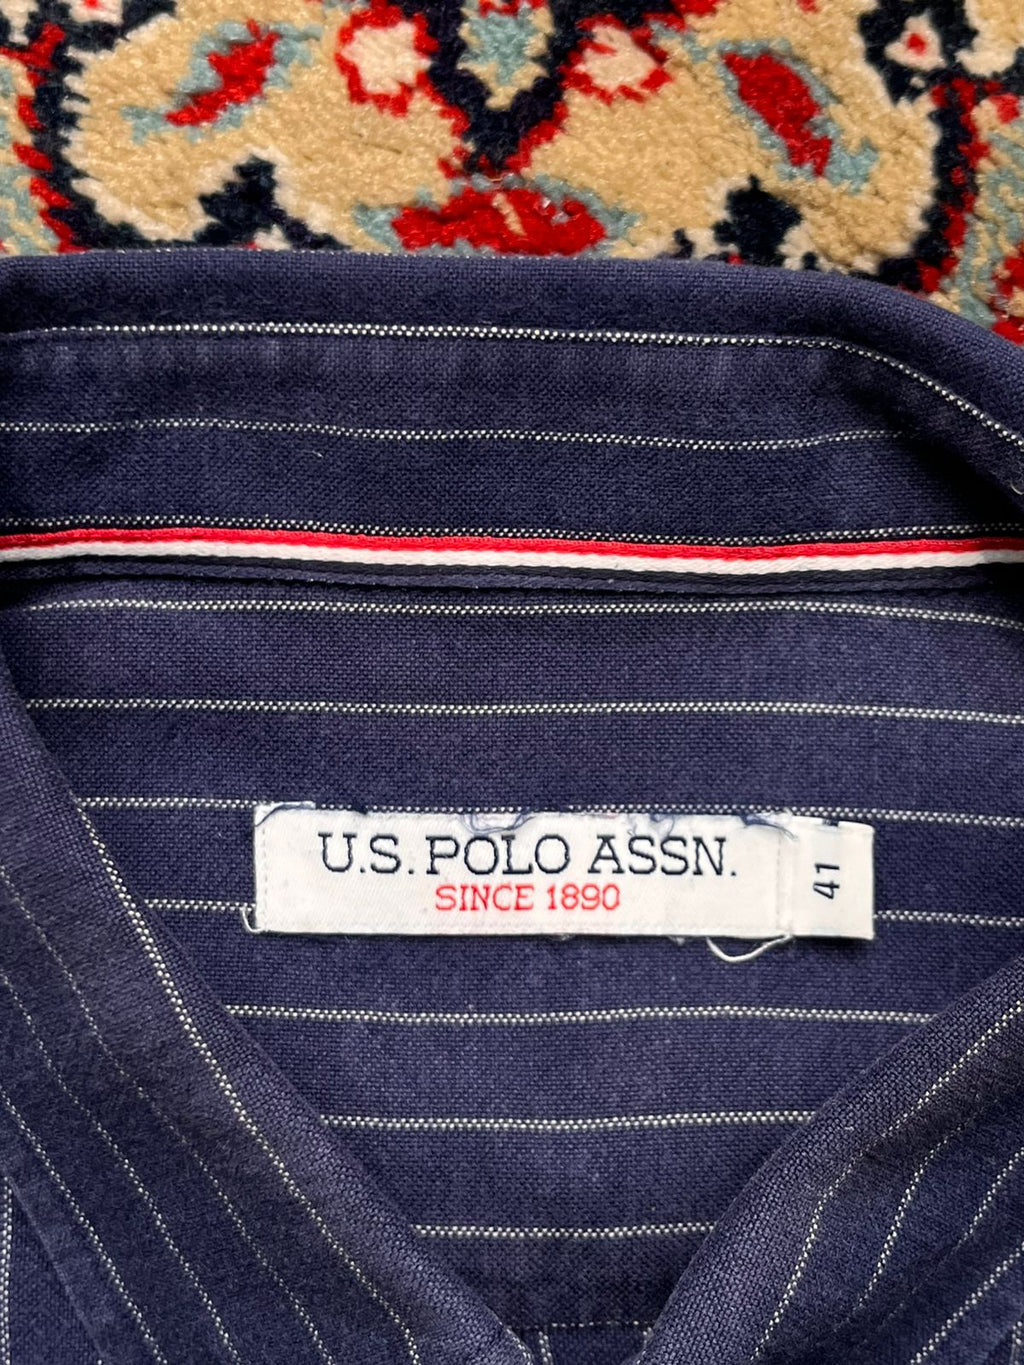 U.S. POLO ASSN.
SINCE 1890
41